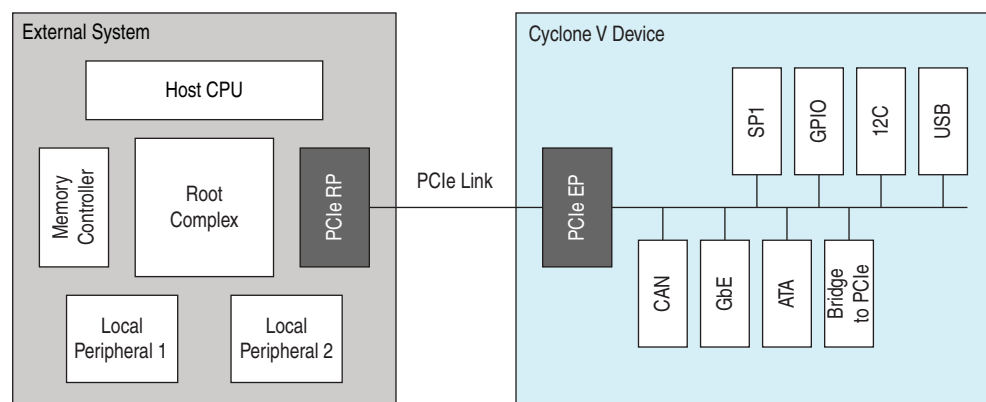 External System
Host CPU
Memory
Controller
Root
Complex
PCIe RP
Local
Peripheral 1
Local
Peripheral 2
PCIe Link
Cyclone V Device
PCIe EP
SP1
GPIO
12C
USB
CAN
GbE
ATA
Bridge
to PCIe